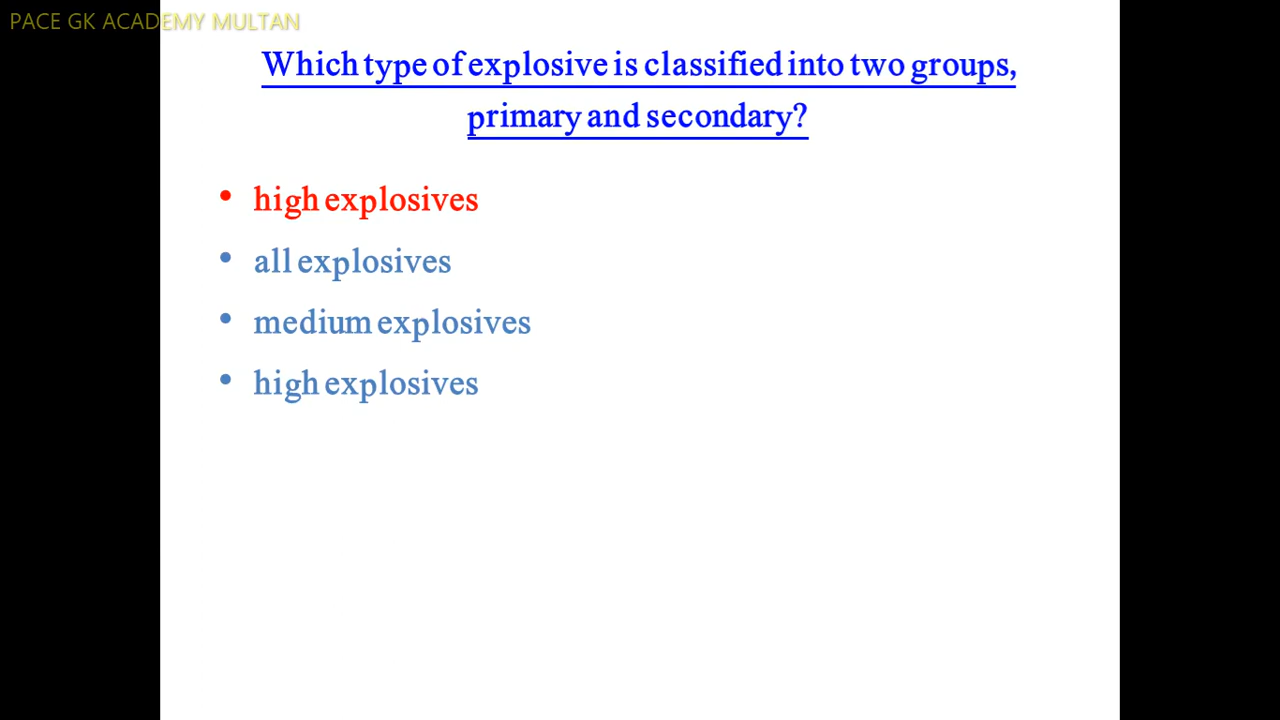 PACE GK ACADEMY MULTAN
Which type of explosive is classified into two groups,
primary and secondary?
• high explosives
• all explosives
• medium explosives
• high explosives